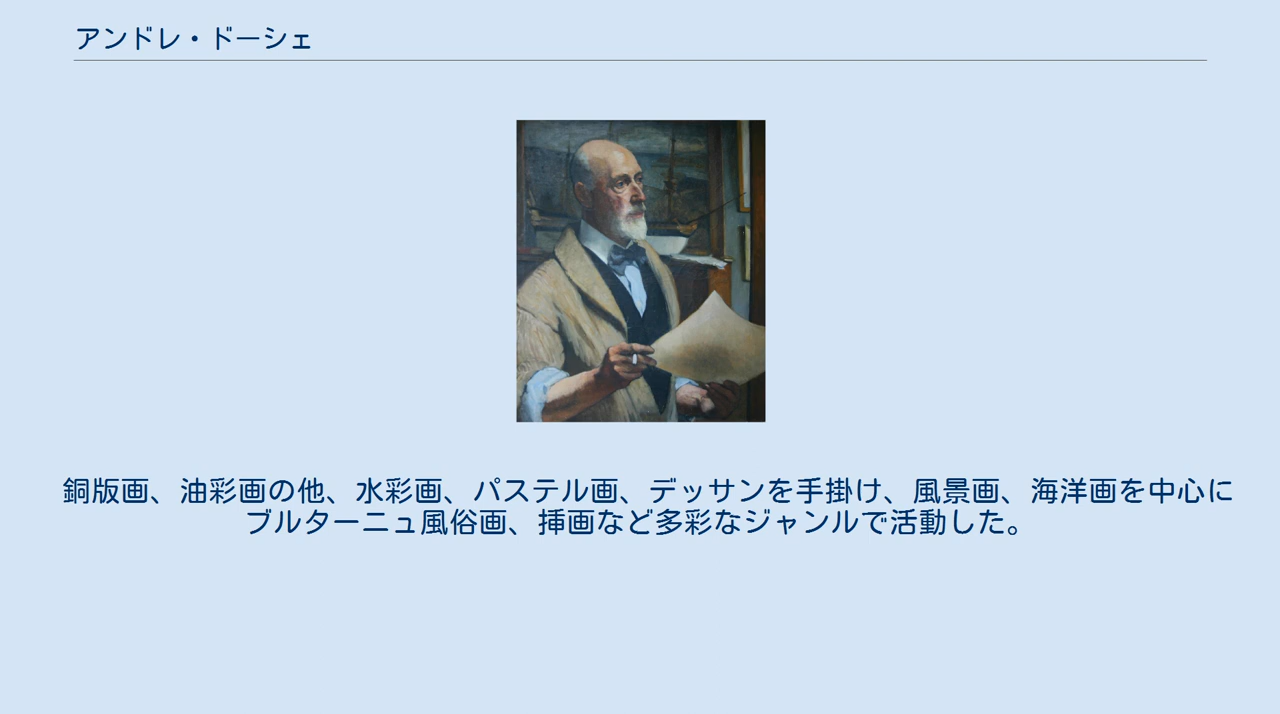 アンドレ・ドーシェ
銅版画、油彩画の他、水彩画、パステル画、デッサンを手掛け、風景画、海洋画を中心に
ブルターニュ風俗画、挿画など多彩なジャンルで活動した。